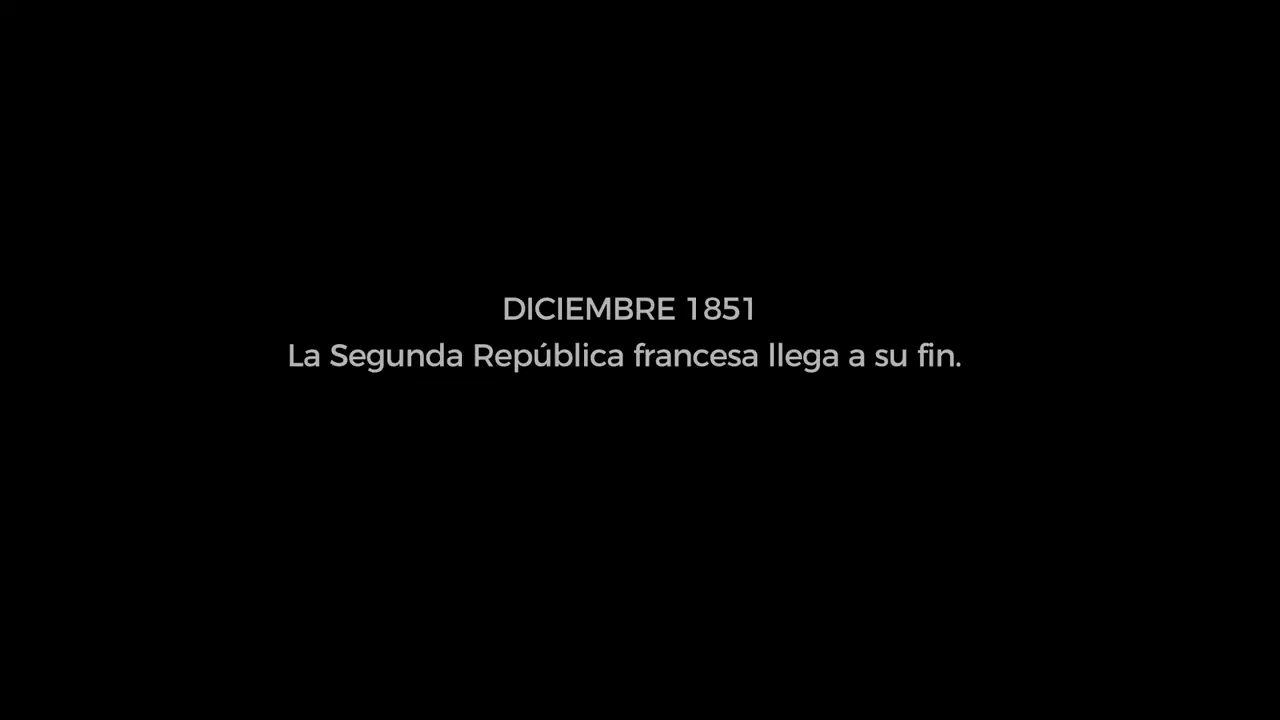 DICIEMBRE 1851
La Segunda República francesa llega a su fin.